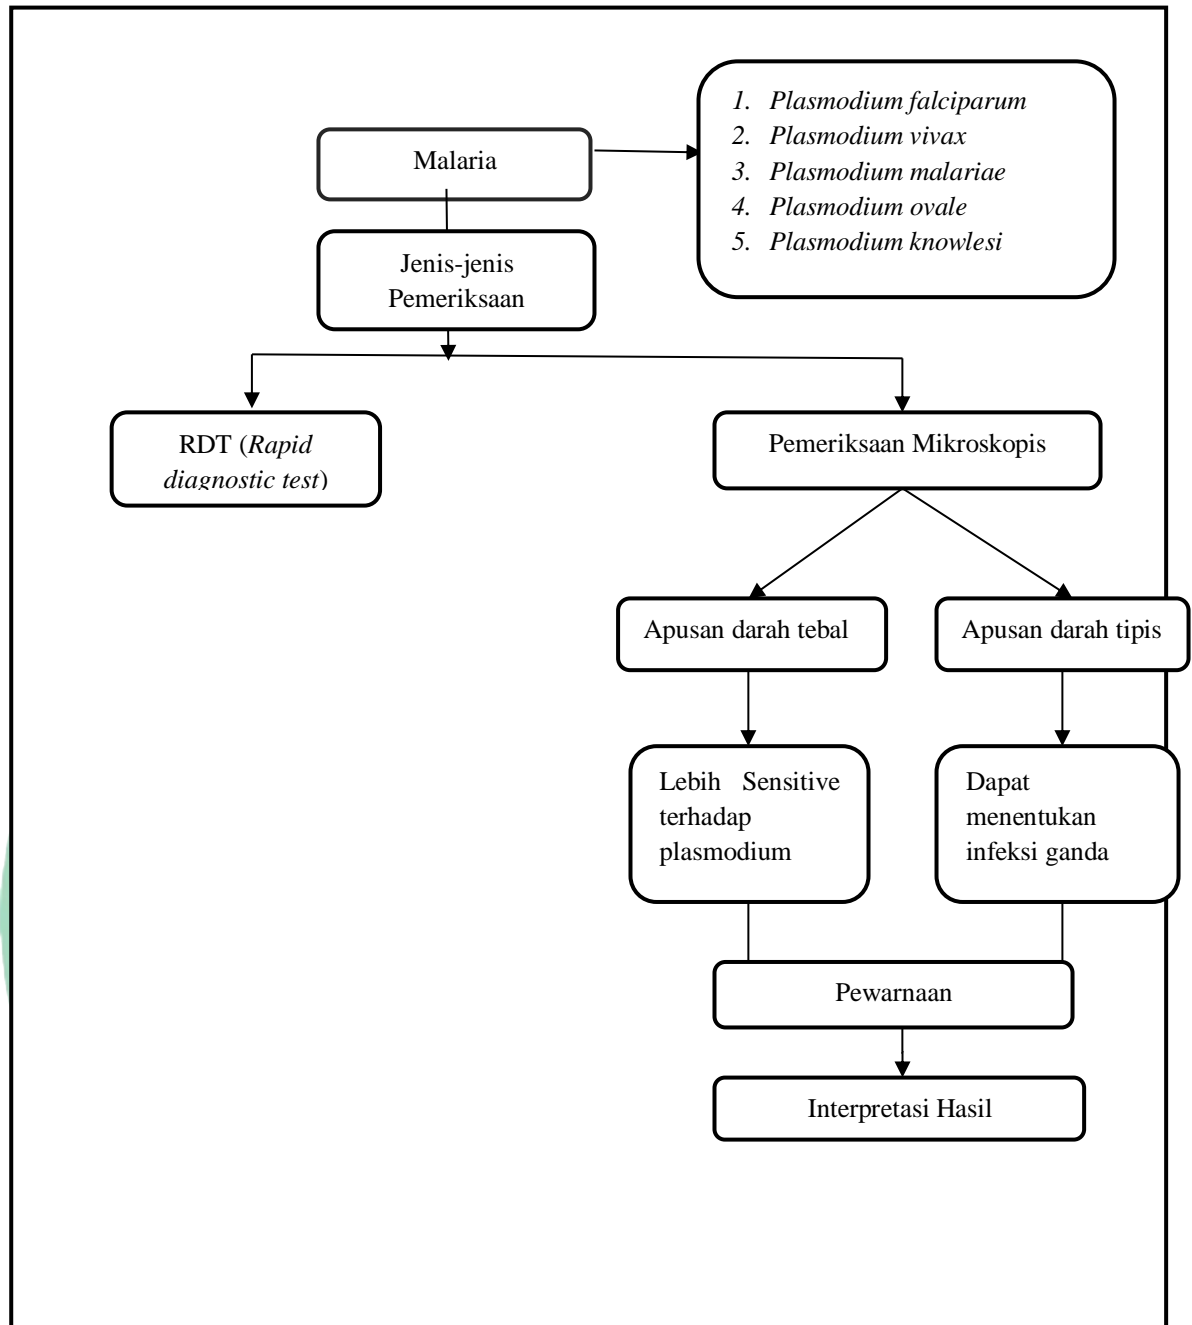 Malaria
1. Plasmodium falciparum
2. Plasmodium vivax
3. Plasmodium malariae
4. Plasmodium ovale
5. Plasmodium knowlesi
Jenis-jenis
Pemeriksaan
RDT (Rapid
diagnostic test)
Pemeriksaan Mikroskopis
Apusan darah tebal
Apusan darah tipis
Lebih Sensitive
terhadap
plasmodium
Dapat
menentukan
infeksi ganda
Pewarnaan
Interpretasi Hasil